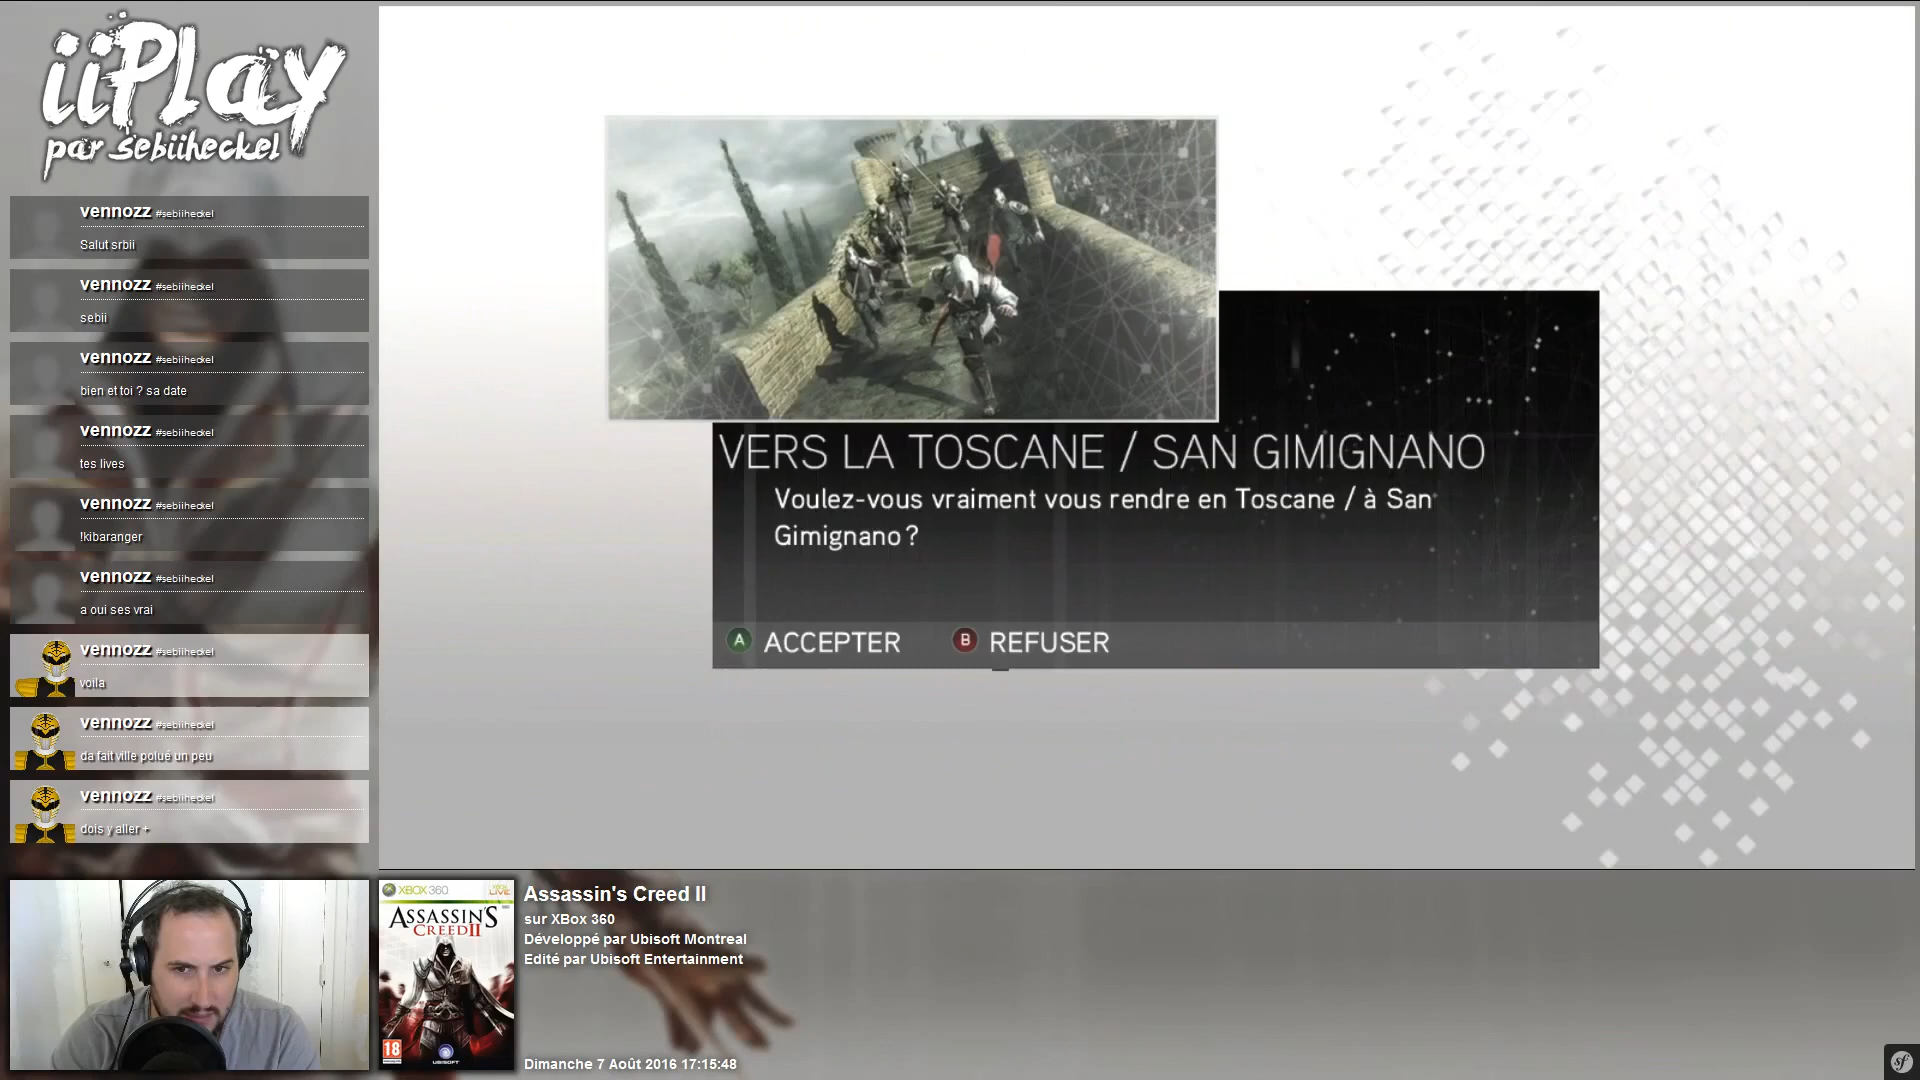 iiPlay
par sebiiheckel
vennozz #sebiiheckel
Salut srbii
vennozz #sebiiheckel
sebii
vennozz #sebiiheckel
bien et toi ? sa date
vennozz #sebiiheckel
tes lives
vennozz #sebiiheckel
!kibaranger
vennozz #sebiiheckel
a oui ses vrai
vennozz #sebiiheckel
voila
vennozz #sebiiheckel
da fait ville polué un peu
vennozz #sebiiheckel
dois y aller +
VERS LA TOSCANE / SAN GIMIGNANO
Voulez-vous vraiment vous rendre en Toscane / à San
Gimignano ?
A ACCEPTER B REFUSER
XBOX 360 LIVE
ASSASSIN'S
CREED II
18
UBISOFT
Assassin's Creed II
sur XBox 360
Développé par Ubisoft Montreal
Edité par Ubisoft Entertainment
Dimanche 7 Août 2016 17:15:48
sf